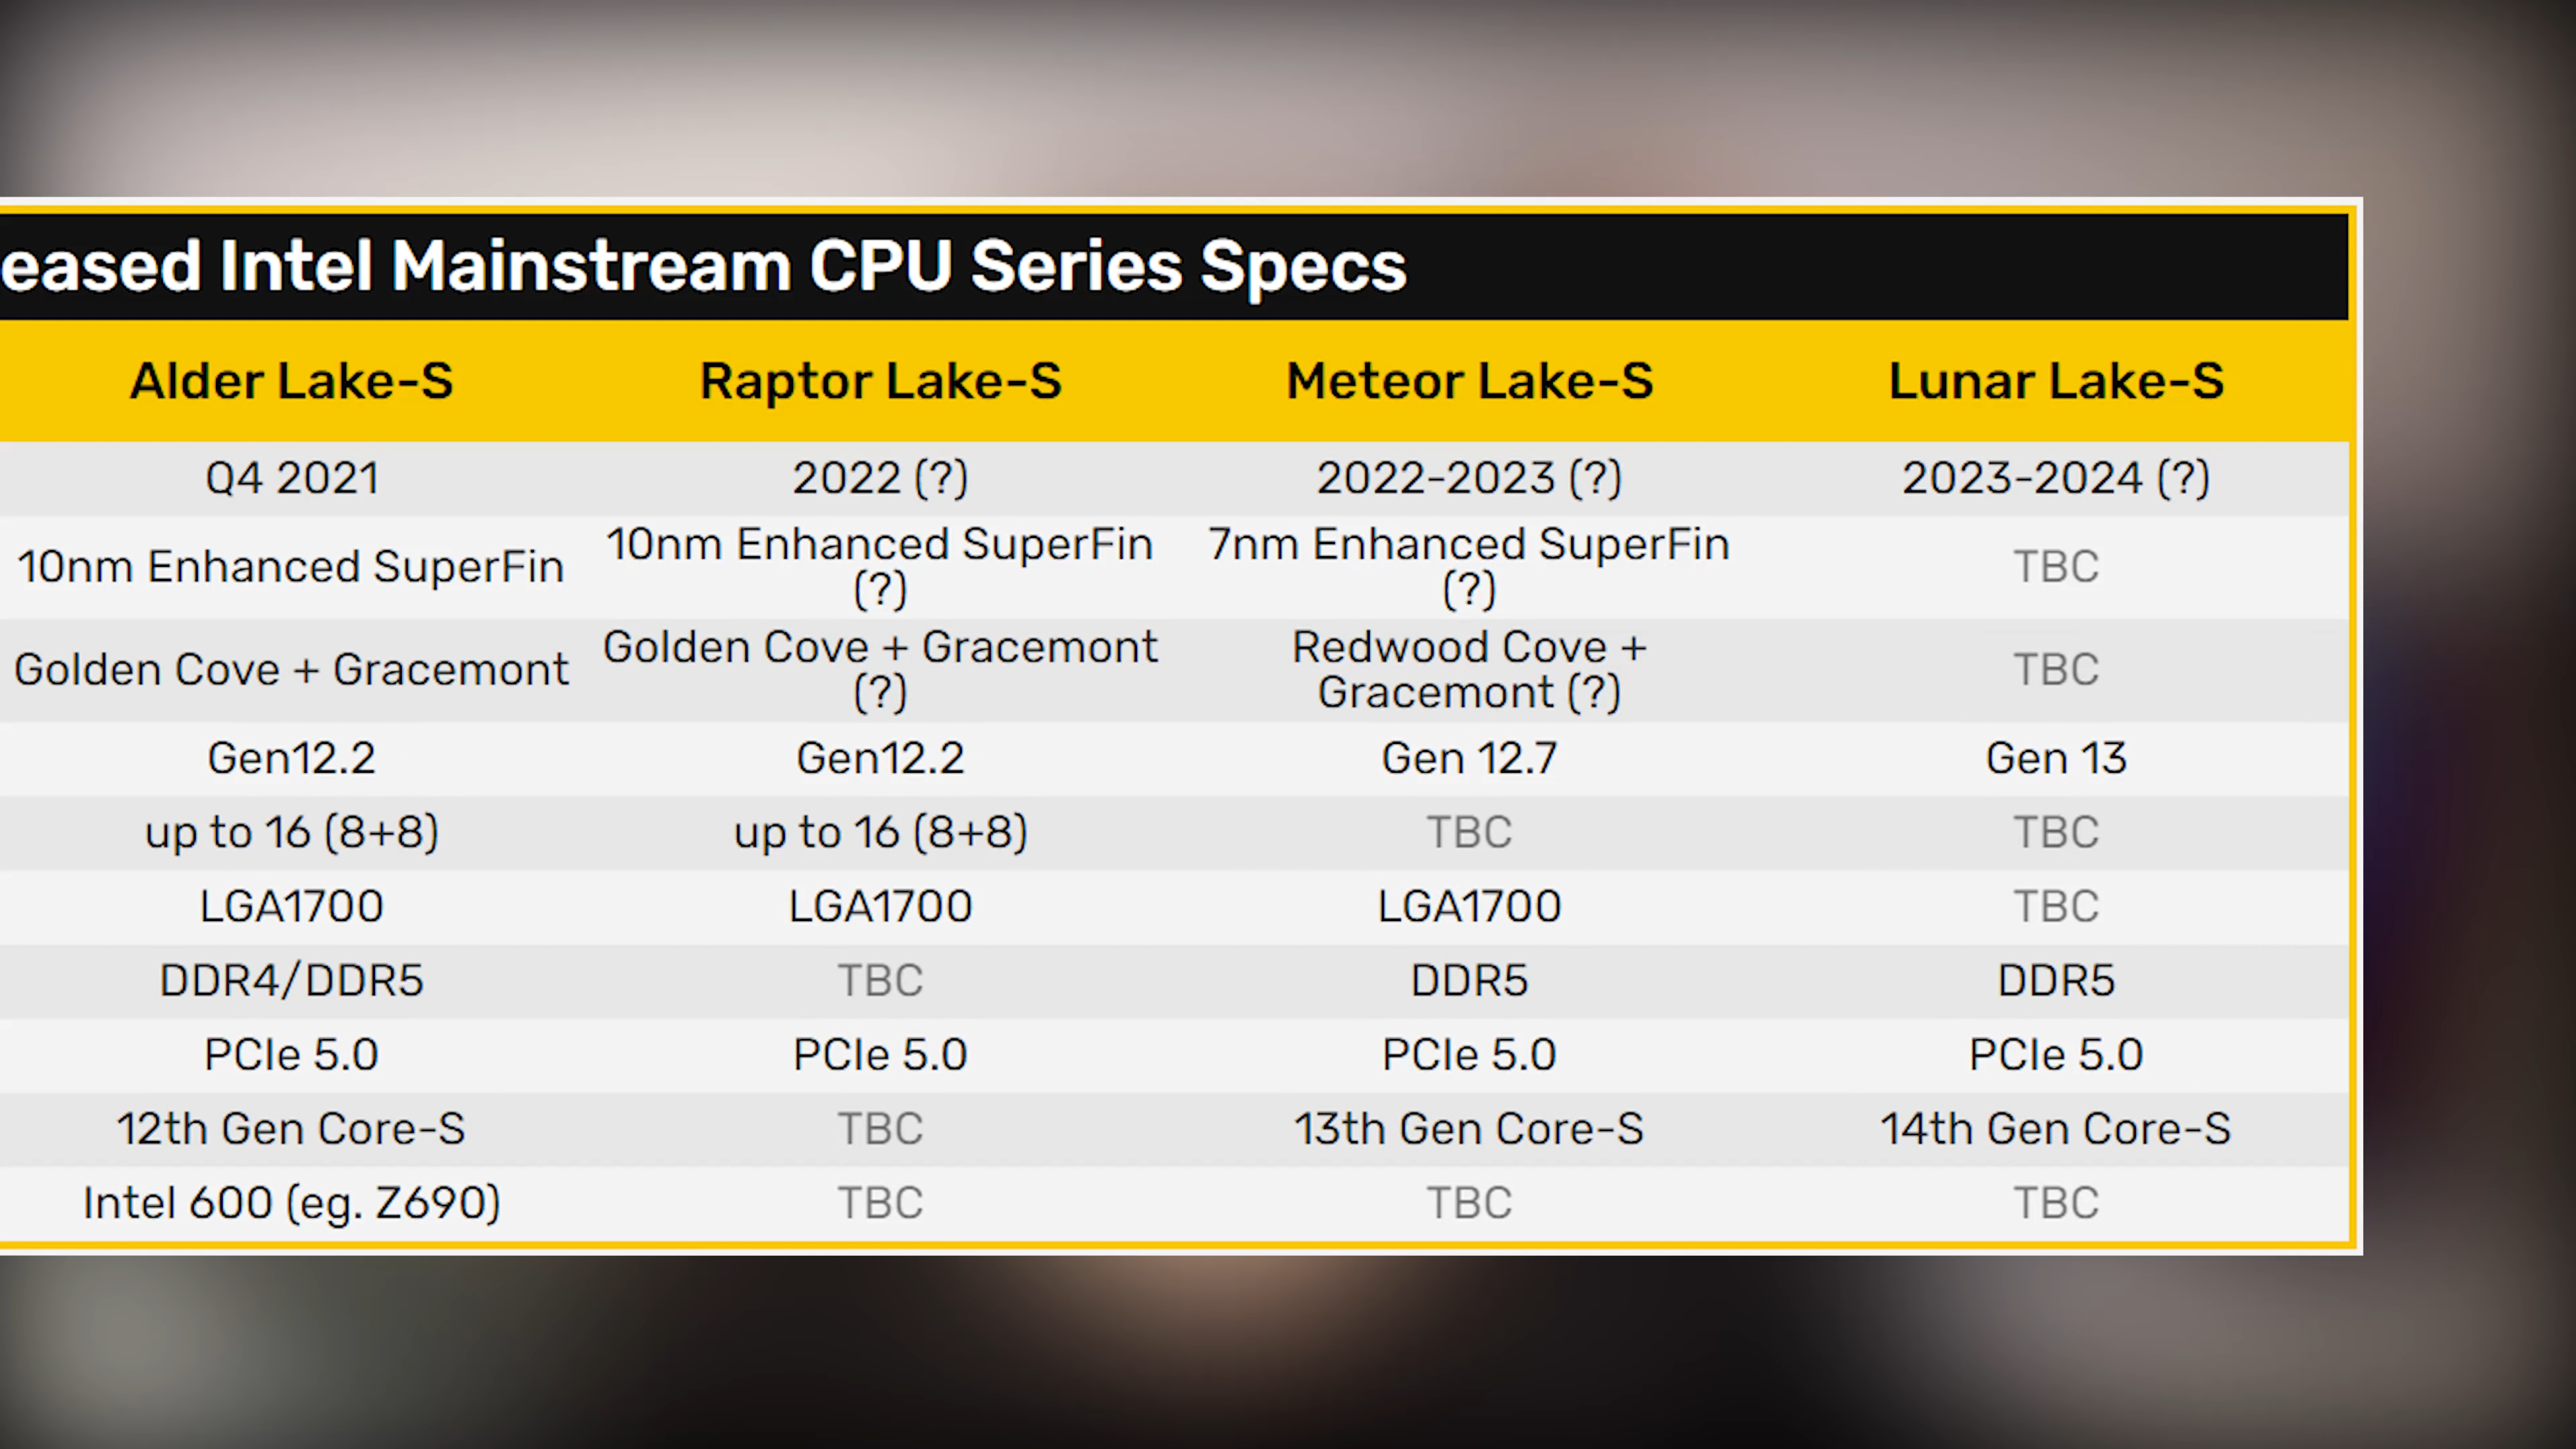 eased Intel Mainstream CPU Series Specs
Alder Lake-S Raptor Lake-S Meteor Lake-S Lunar Lake-S
Q4 2021 2022 (?) 2022-2023 (?) 2023-2024 (?)
10nm Enhanced SuperFin 10nm Enhanced SuperFin (?) 7nm Enhanced SuperFin (?) TBC
Golden Cove + Gracemont Golden Cove + Gracemont (?) Redwood Cove + Gracemont (?) TBC
Gen12.2 Gen12.2 Gen 12.7 Gen 13
up to 16 (8+8) up to 16 (8+8) TBC TBC
LGA1700 LGA1700 LGA1700 TBC
DDR4/DDR5 TBC DDR5 DDR5
PCIe 5.0 PCIe 5.0 PCIe 5.0 PCIe 5.0
12th Gen Core-S TBC 13th Gen Core-S 14th Gen Core-S
Intel 600 (eg. Z690) TBC TBC TBC